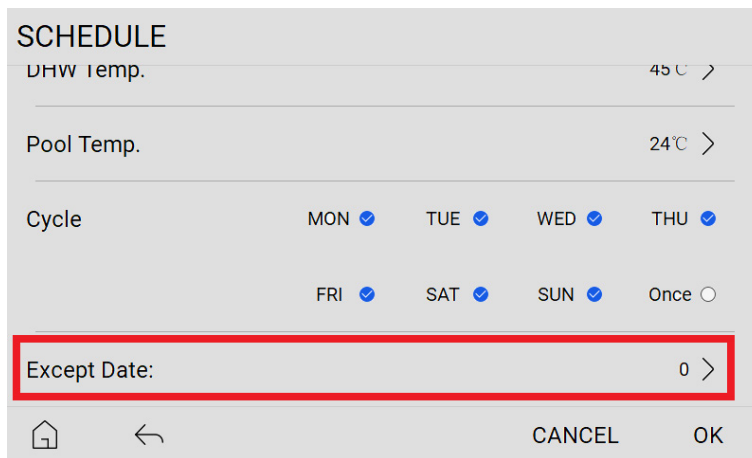 SCHEDULE
DHW Temp. 45℃
Pool Temp. 24℃
Cycle MON TUE WED THU
FRI SAT SUN Once
Except Date: 0
CANCEL OK